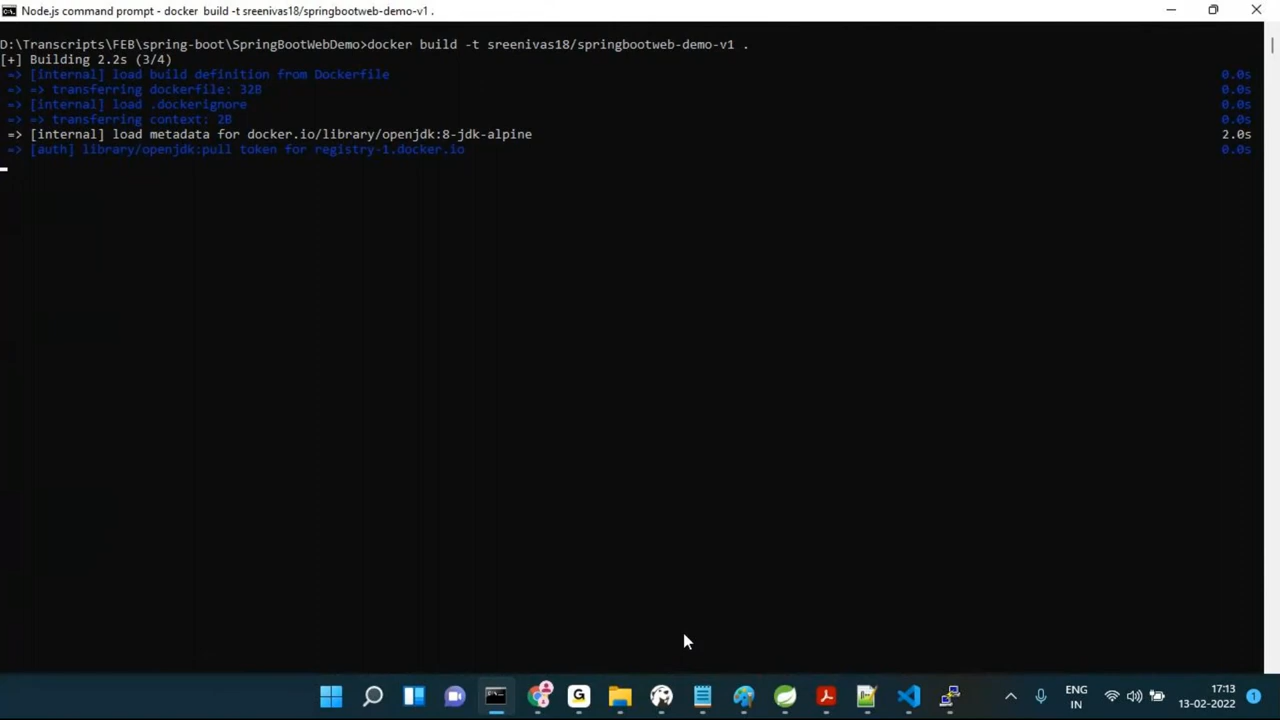 Node.js command prompt - docker  build -t sreenivas18/springbootweb-demo-v1 .
D:\Transcripts\FEB\spring-boot\SpringBootWebDemo>docker build -t sreenivas18/springbootweb-demo-v1 .
[+] Building 2.2s (3/4)
=> [internal] load build definition from Dockerfile 0.0s
=> => transferring dockerfile: 32B 0.0s
=> [internal] load .dockerignore 0.0s
=> => transferring context: 2B 0.0s
=> [internal] load metadata for docker.io/library/openjdk:8-jdk-alpine 2.0s
=> [auth] library/openjdk:pull token for registry-1.docker.io 0.0s
ENG
IN
17:13
13-02-2022
1